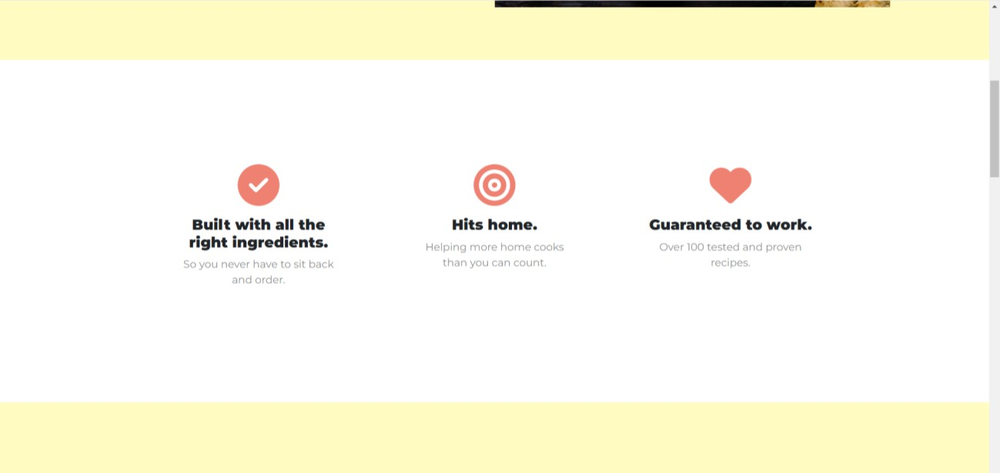 Built with all the
right ingredients.
So you never have to sit back
and order.
Hits home.
Helping more home cooks
than you can count.
Guaranteed to work.
Over 100 tested and proven
recipes.